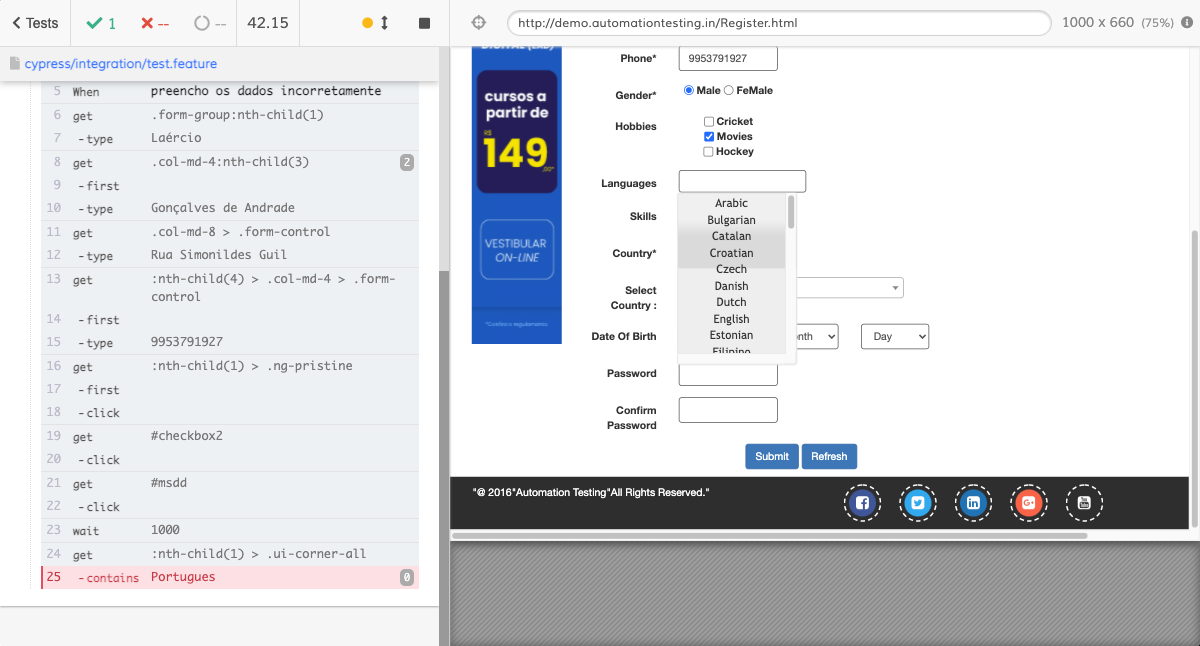 Tests
1
--
--
42.15
http://demo.automationtesting.in/Register.html
1000 x 660 (75%)
cypress/integration/test.feature
5 When preencho os dados incorretamente
6 get .form-group:nth-child(1)
7 -type Laércio
8 get .col-md-4:nth-child(3) 2
9 -first
10 -type Gonçalves de Andrade
11 get .col-md-8 > .form-control
12 -type Rua Simonildes Guil
13 get :nth-child(4) > .col-md-4 > .form-
control
14 -first
15 -type 9953791927
16 get :nth-child(1) > .ng-pristine
17 -first
18 -click
19 get #checkbox2
20 -click
21 get #msdd
22 -click
23 wait 1000
24 get :nth-child(1) > .ui-corner-all
25 -contains Portugues 0
DIGITAL (EAD)
cursos a
partir de
R$
149
,00*
VESTIBULAR
ON-LINE
Phone* 9953791927
Gender* Male FeMale
Hobbies Cricket
Movies
Hockey
Languages
Skills
Country*
Select
Country :
Date Of Birth
Password
Confirm
Password
Arabic
Bulgarian
Catalan
Croatian
Czech
Danish
Dutch
English
Estonian
Filipino
nth
Day
Submit Refresh
"@ 2016"Automation Testing"All Rights Reserved."